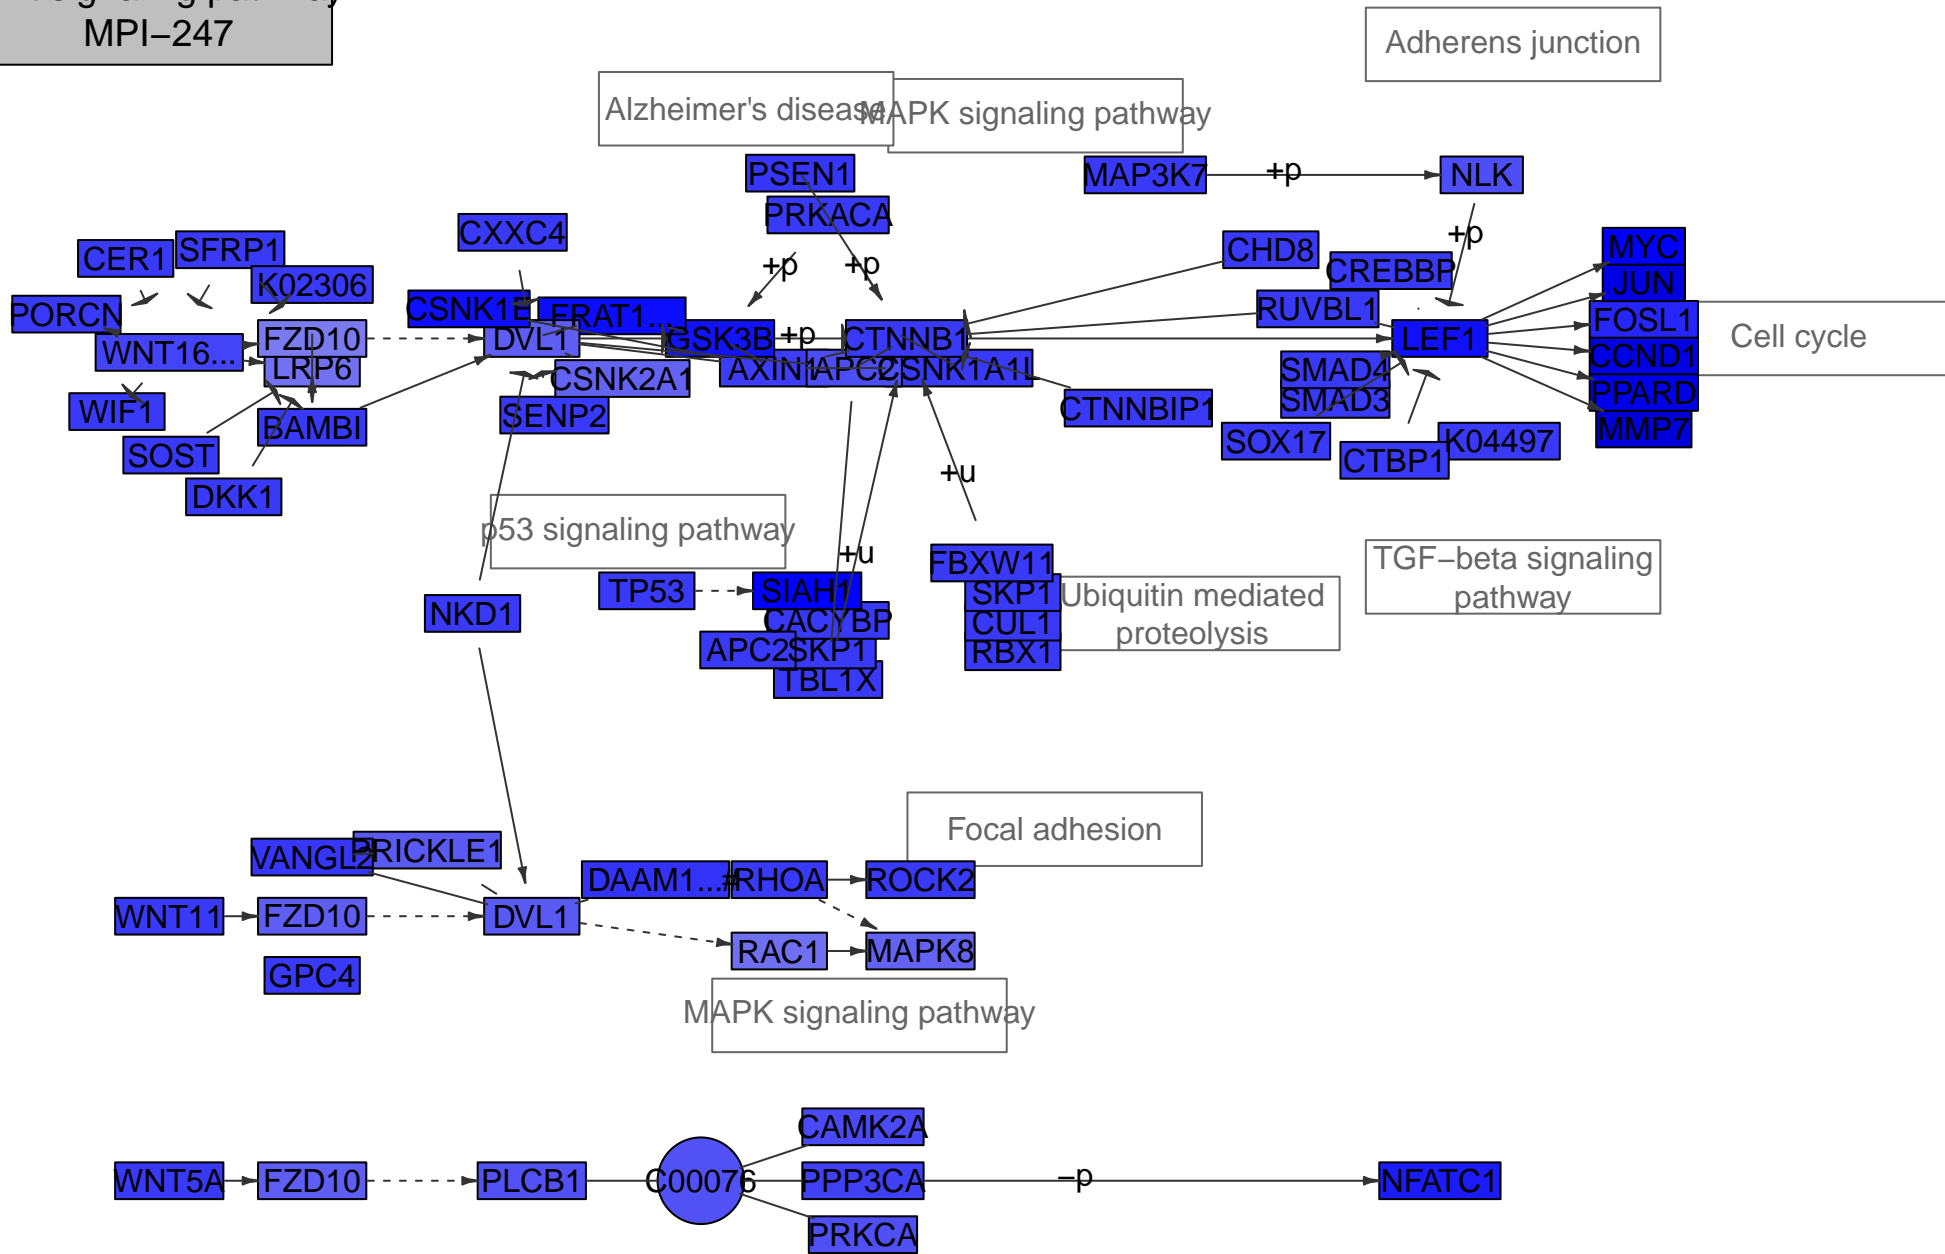 signaling pathway
MPI−247
Adherens junction
Alzheimer's disease
MAPK signaling pathway
PSEN1
MAP3K7
+p
NLK
PRKACA
CXXC4
CER1
SFRP1
CHD8
+p
MYC
K02306
+p
+p
CREBBP
JUN
PORCN
CSNK1E
FRAT1...
RUVBL1
FOSL1
WNT16...
FZD10
DVL1
GSK3B
+p
CTNNB1
LEF1
Cell cycle
LRP6
CSNK2A1
AXIN1
APC2
CSNK1A1L
SMAD4
CCND1
WIF1
SENP2
CTNNBIP1
SMAD3
PPARD
BAMBI
MMP7
SOST
SOX17
CTBP1
K04497
DKK1
+u
p53 signaling pathway
+u
FBXW11
TGF−beta signaling
pathway
TP53
SIAH1
SKP1
Ubiquitin mediated
proteolysis
NKD1
CACYBP
CUL1
APC2
SKP1
RBX1
TBL1X
Focal adhesion
VANGL2
PRICKLE1
DAAM1...
RHOA
ROCK2
WNT11
FZD10
DVL1
RAC1
MAPK8
GPC4
MAPK signaling pathway
CAMK2A
WNT5A
FZD10
PLCB1
C00076
PPP3CA
−p
NFATC1
PRKCA